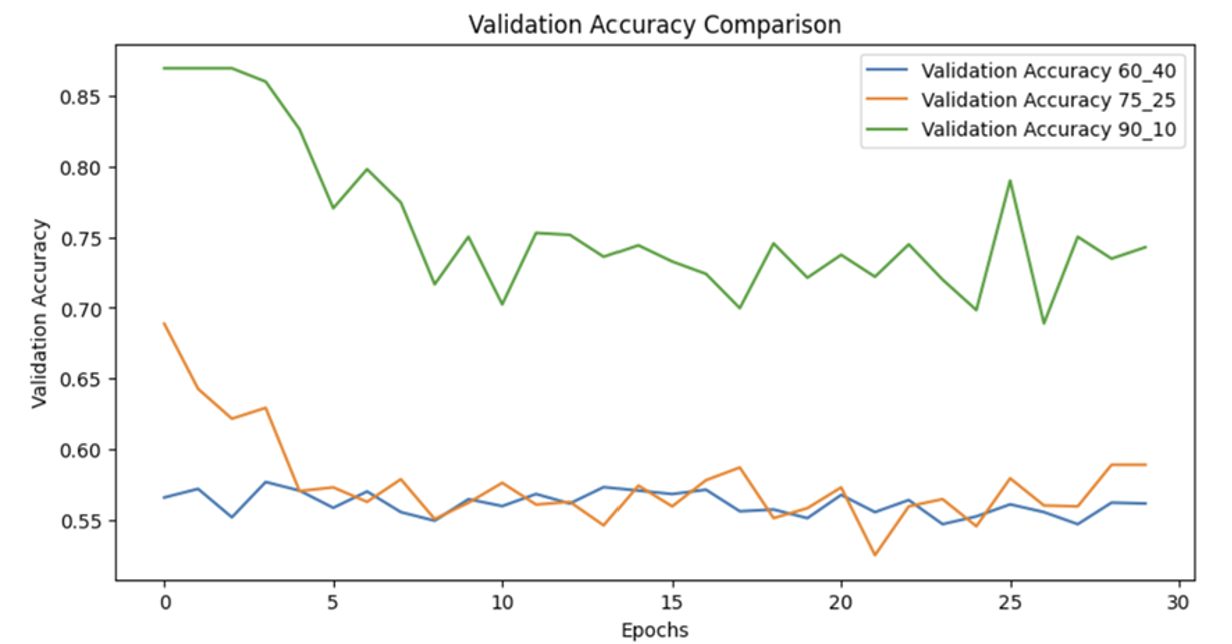 Validation Accuracy Comparison
Validation Accuracy 60_40
Validation Accuracy 75_25
Validation Accuracy 90_10
Validation Accuracy
0.85
0.80
0.75
0.70
0.65
0.60
0.55
0 5 10 15 20 25 30
Epochs